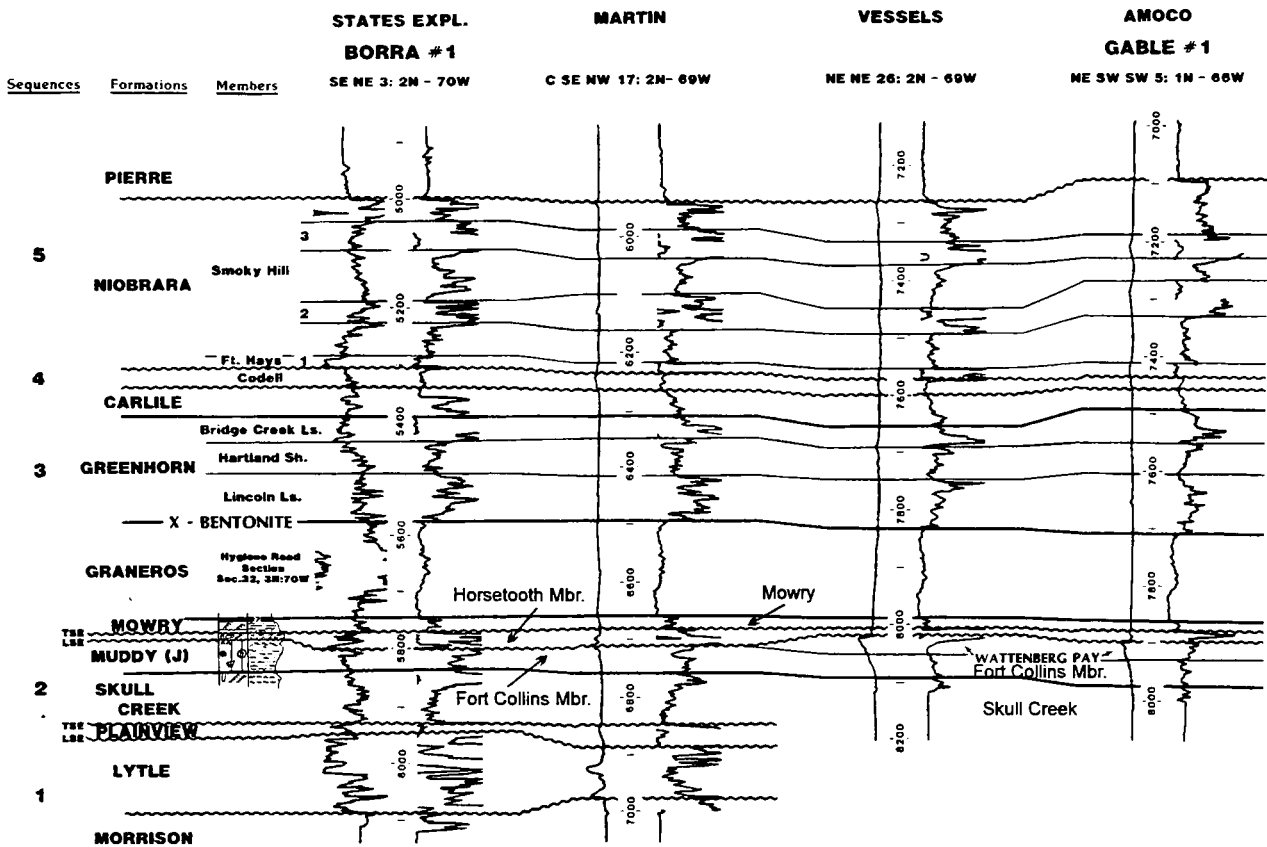 STATES EXPL. MARTIN VESSELS AMOCO
BORRA #1 GABLE #1
SE NE 3: 2N - 70W C SE NW 17: 2N- 69W NE NE 26: 2N- 69W NE SW SW 5: 1N - 66W
Sequences Formations Members
7000
7200
PIERRE
5000
3 6000 7200
5
Smoky Hill
NIOBRARA 7400
5200
2
6200 7400
Ft. Hays 1
4 Codell
7600
CARLILE
5400
Bridge Creek Ls.
Hartland Sh.
3 GREENHORN 6400 7600
Lincoln Ls.
7800
X - BENTONITE
5600
Hygiene Road
Section
Sec.32, 3N:70W
GRANEROS
6600 7800
Horsetooth Mbr. Mowry
MOWRY 8000
TSE
LSE
5800
MUDDY (J)
WATTENBERG PAY
Fort Collins Mbr.
2 SKULL
CREEK
Fort Collins Mbr. 6800 8000
Skull Creek
TSE
PLAINVIEW
LSE
8200
LYTLE 6000
1
7000
MORRISON